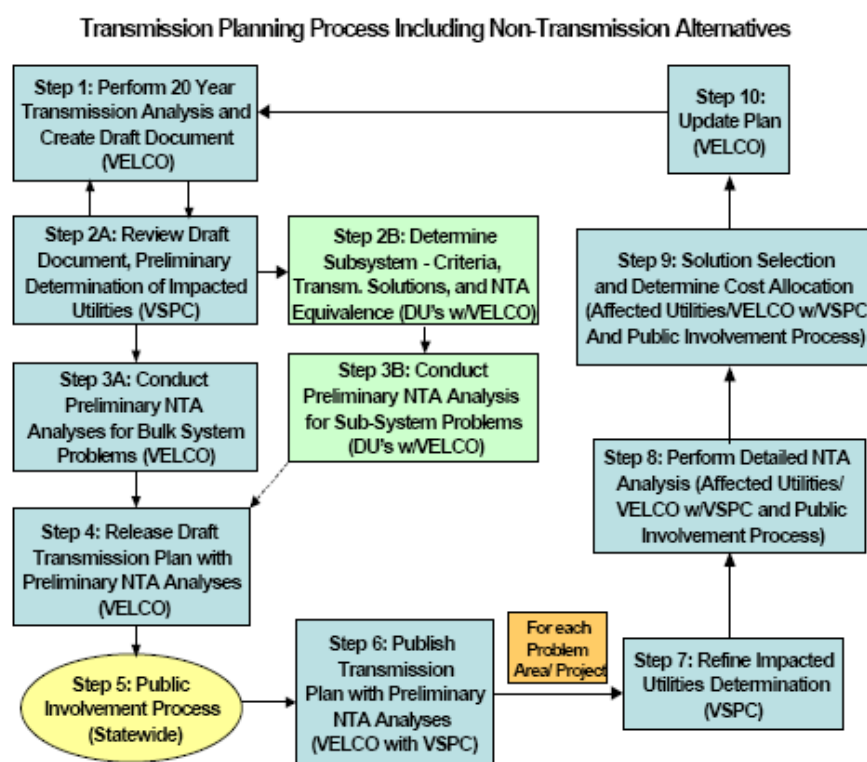 Transmission Planning Process Including Non-Transmission Alternatives
Step 1: Perform 20 Year
Transmission Analysis and
Create Draft Document
(VELCO)
Step 10:
Update Plan
(VELCO)
Step 2A: Review Draft
Document, Preliminary
Determination of Impacted
Utilities (VSPC)
Step 2B: Determine
Subsystem - Criteria,
Transm. Solutions, and NTA
Equivalence (DU's w/VELCO)
Step 9: Solution Selection
and Determine Cost Allocation
(Affected Utilities/VELCO w/VSPC
And Public Involvement Process)
Step 3A: Conduct
Preliminary NTA
Analyses for Bulk System
Problems (VELCO)
Step 3B: Conduct
Preliminary NTA Analysis
for Sub-System Problems
(DU's w/VELCO)
Step 8: Perform Detailed NTA
Analysis (Affected Utilities/
VELCO w/VSPC and Public
Involvement Process)
Step 4: Release Draft
Transmission Plan with
Preliminary NTA Analyses
(VELCO)
Step 5: Public
Involvement Process
(Statewide)
Step 6: Publish
Transmission
Plan with Preliminary
NTA Analyses
(VELCO with VSPC)
For each
Problem
Area/ Project
Step 7: Refine Impacted
Utilities Determination
(VSPC)